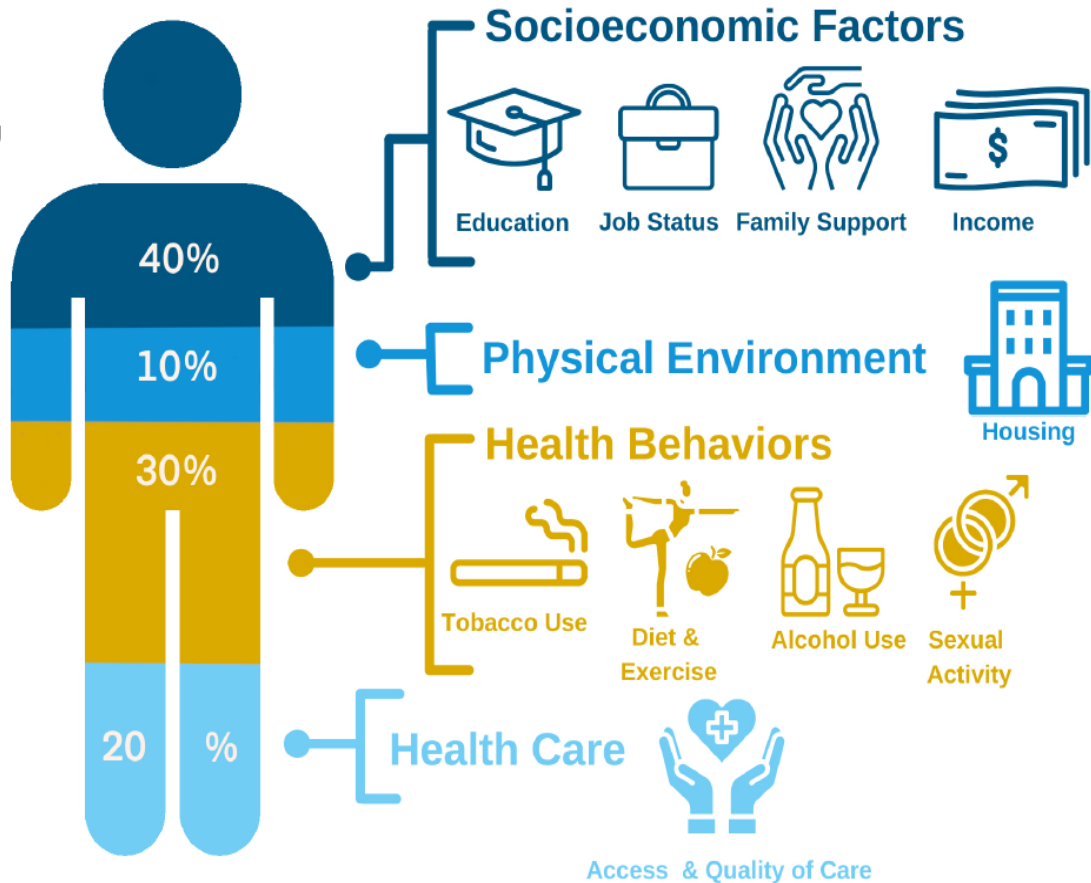 Socioeconomic Factors
$
Education
Job Status
Family Support
Income
40%
10%
Physical Environment
Housing
30%
Health Behaviors
Tobacco Use
Diet &
Exercise
Alcohol Use
Sexual
Activity
20 %
Health Care
Access & Quality of Care